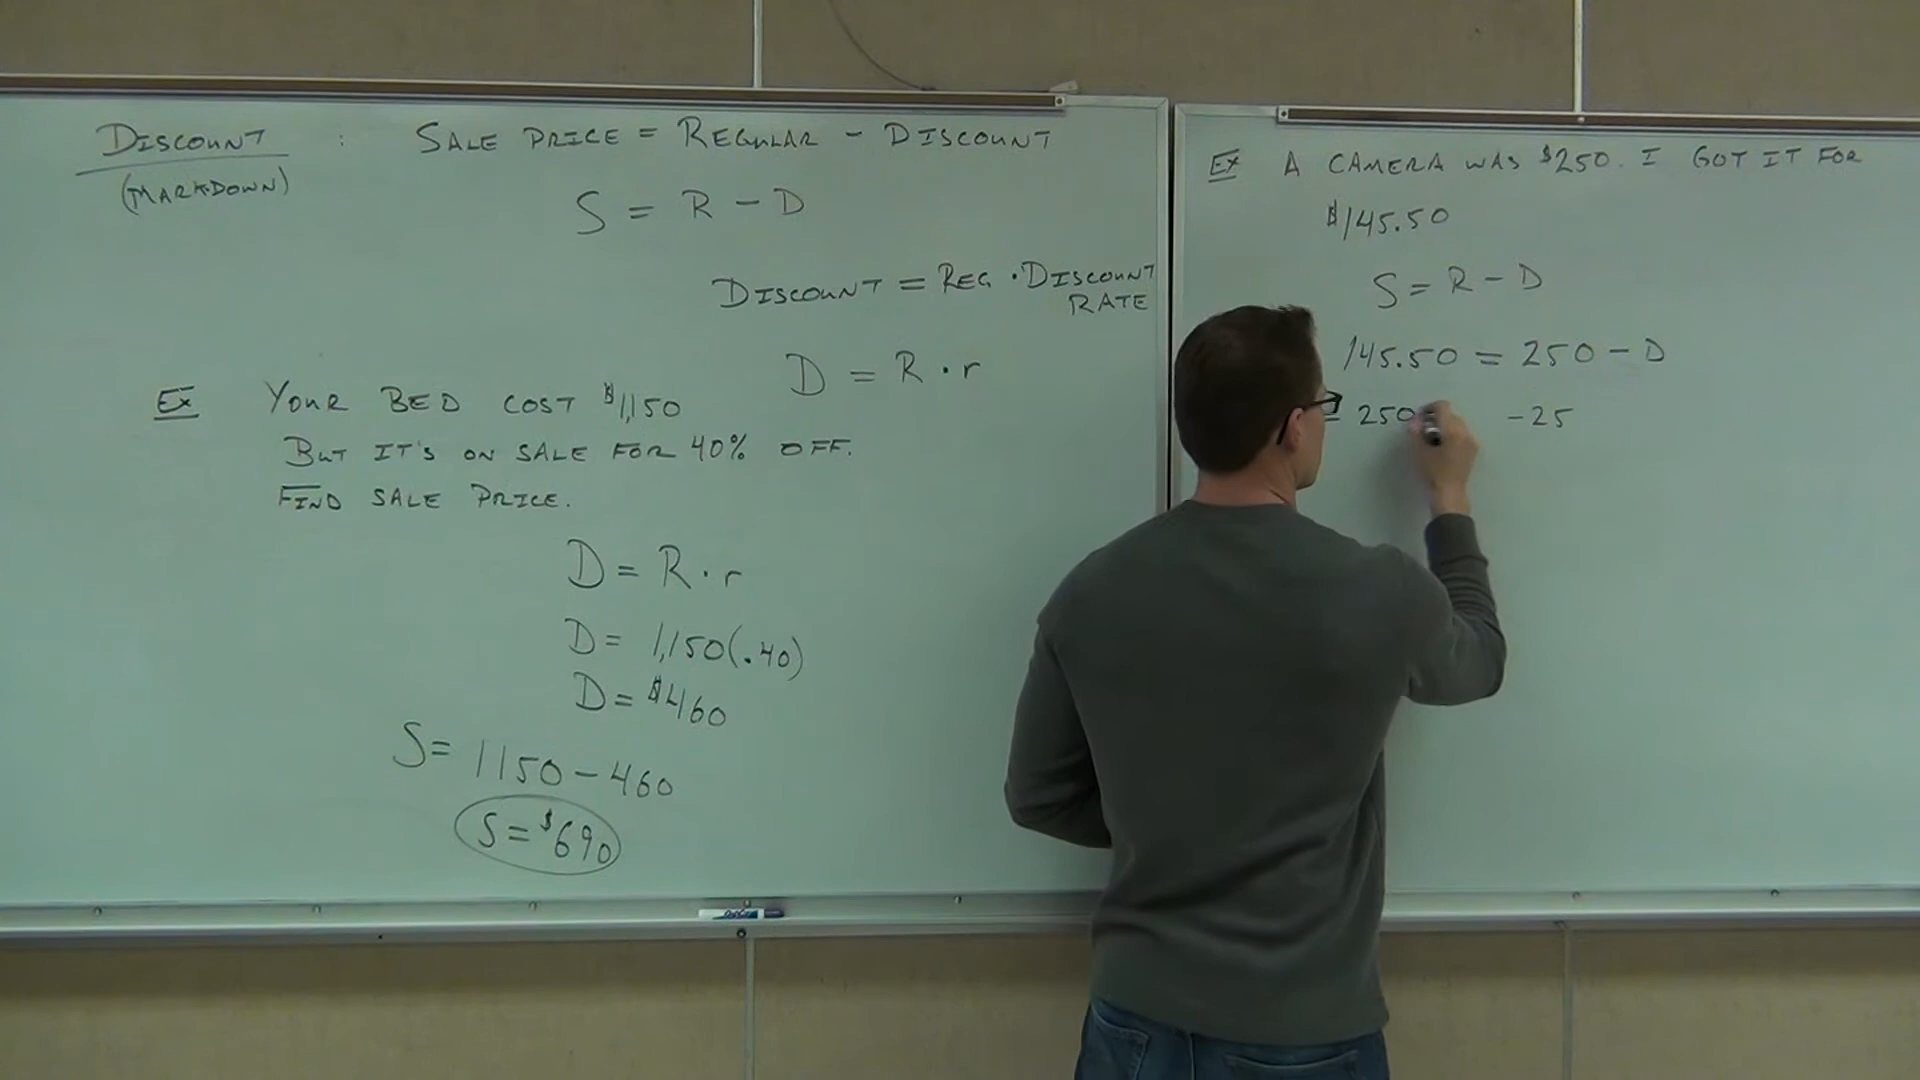 DISCOUNT : SALE PRICE = REGULAR - DISCOUNT
(MARKDOWN)
S = R - D
DISCOUNT = REG. · DISCOUNT
RATE
D = R · r
EX YOUR BED COST $1,150
BUT IT'S ON SALE FOR 40% OFF.
FIND SALE PRICE.
D = R · r
D = 1,150(.40)
D = $460
S = 1150 - 460
S = $690
EX A CAMERA WAS $250. I GOT IT FOR
$145.50
S = R - D
145.50 = 250 - D
- 250 -25